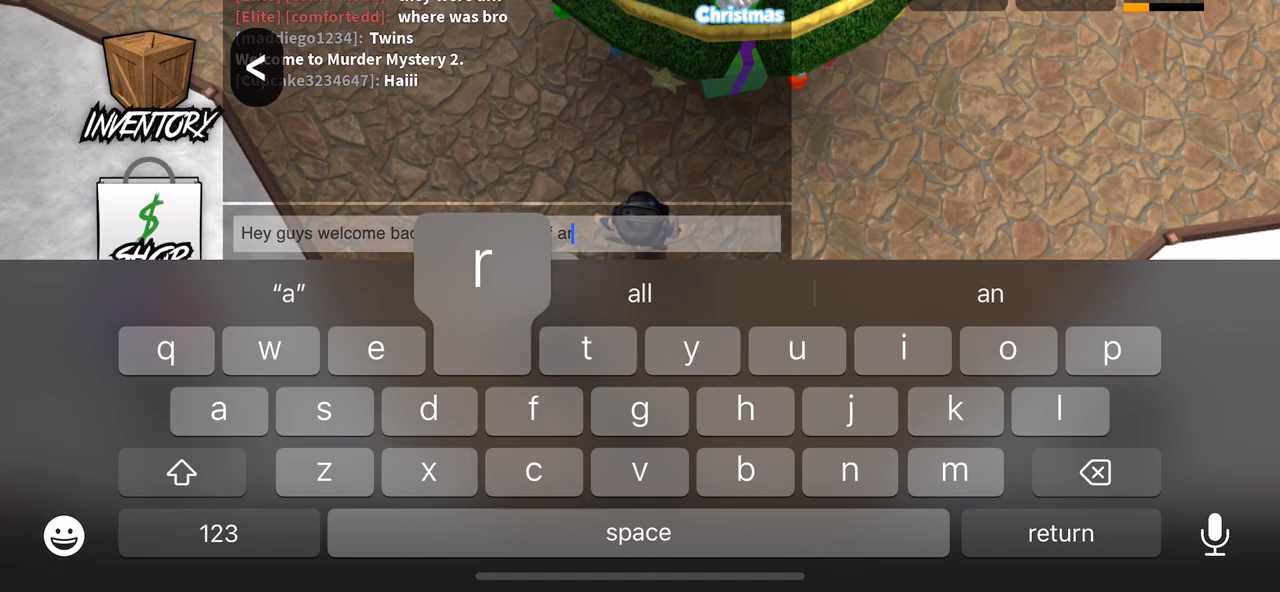 [Elite] [comfortedd]: where was bro
[maddiego1234]: Twins
Welcome to Murder Mystery 2.
[Cupcake3234647]: Haiii
Christmas
<
INVENTORY
$
SHOP
Hey guys welcome bac f ar
r
“a” all an
q w e t y u i o p
a s d f g h j k l
z x c v b n m
123 space return